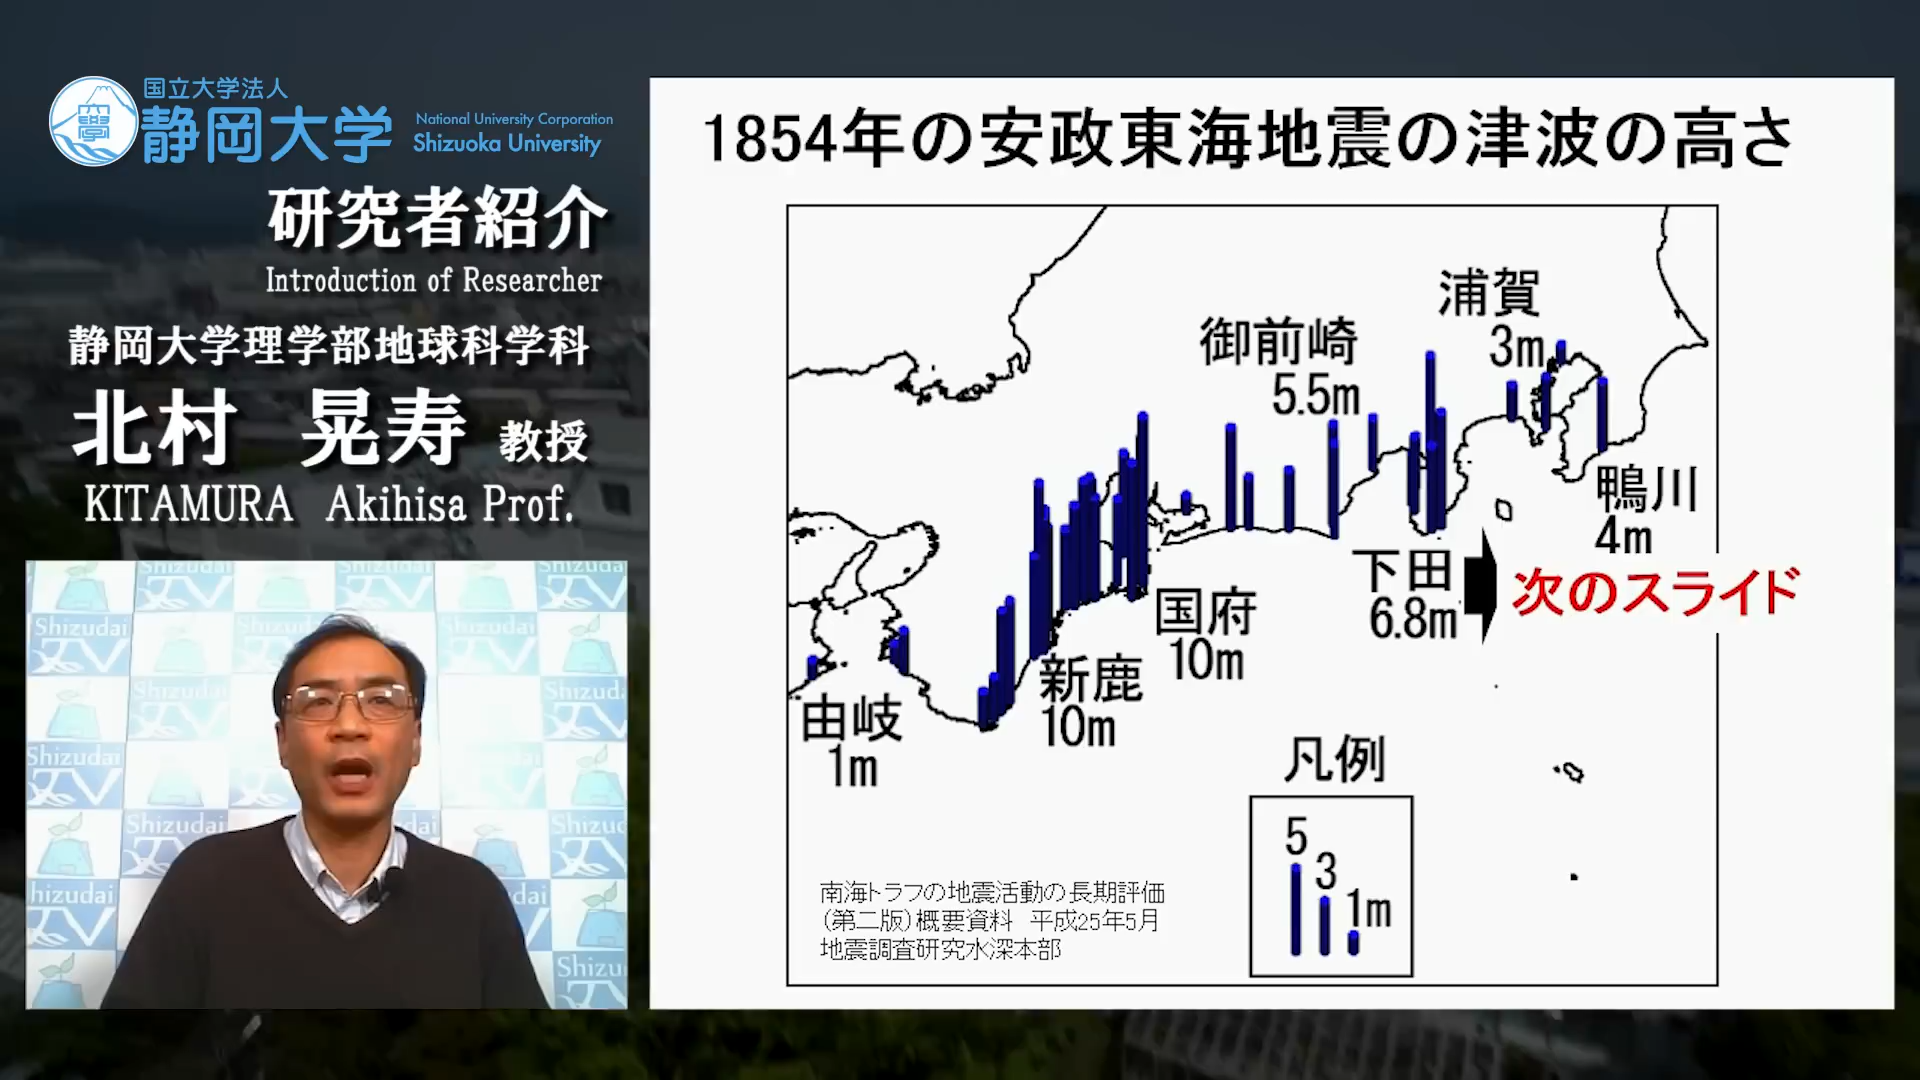 国立大学法人
静岡大学
National University Corporation
Shizuoka University
研究者紹介
Introduction of Researcher
静岡大学理学部地球科学科
北村 晃寿 教授
KITAMURA Akihisa Prof.
Shizudai
TV
1854年の安政東海地震の津波の高さ
浦賀
3m
御前崎
5.5m
鴨川
4m
下田
6.8m
次のスライド
国府
10m
新鹿
10m
由岐
1m
凡例
5
3
1m
南海トラフの地震活動の長期評価
（第二版）概要資料 平成25年5月
地震調査研究水深本部